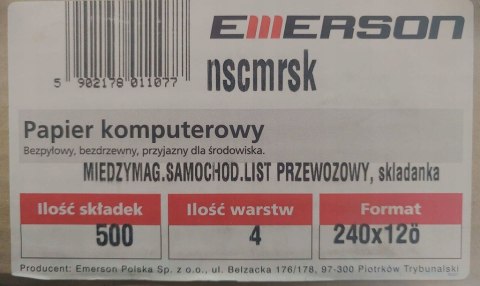 EMERSON
5 902178 011077
nscmrsk
Papier komputerowy
Bezpyłowy, bezdrzewny, przyjazny dla środowiska.
MIEDZYMAG.SAMOCHOD.LIST PRZEWOZOWY, skladanka
Ilość składek Ilość warstw Format
500 4 240x12ö
Producent: Emerson Polska Sp. z o.o., ul. Belzacka 176/178, 97-300 Piotrków Trybunalski